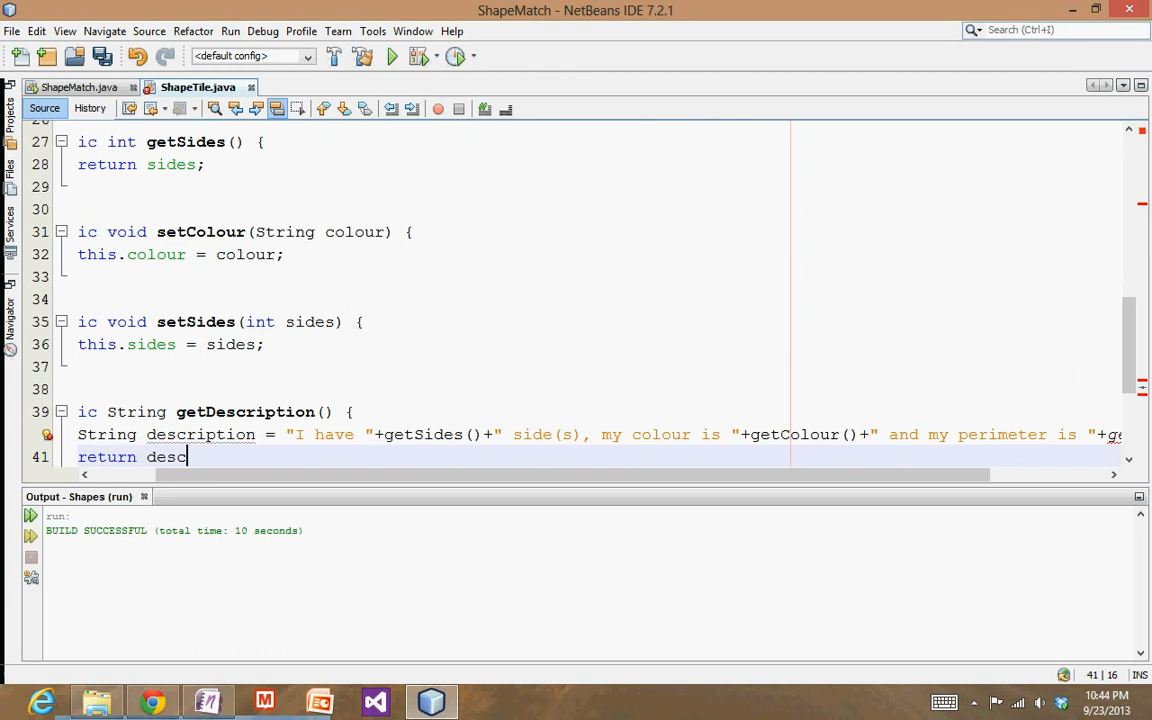 ShapeMatch - NetBeans IDE 7.2.1
File Edit View Navigate Source Refactor Run Debug Profile Team Tools Window Help
Search (Ctrl+I)
<default config>
ShapeMatch.java ShapeTile.java
Source History
Projects
Files
Services
Navigator
27 ic int getSides() {
28 return sides;
29
30
31 ic void setColour(String colour) {
32 this.colour = colour;
33
34
35 ic void setSides(int sides) {
36 this.sides = sides;
37
38
39 ic String getDescription() {
String description = "I have "+getSides()+" side(s), my colour is "+getColour()+" and my perimeter is "+ge
41 return desc
Output - Shapes (run)
run:
BUILD SUCCESSFUL (total time: 10 seconds)
41 | 16 INS
10:44 PM
9/23/2013